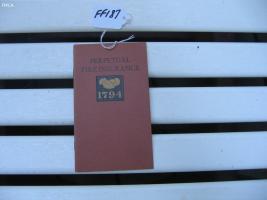 FF187
PERPETUAL
FIRE INSURANCE
1794